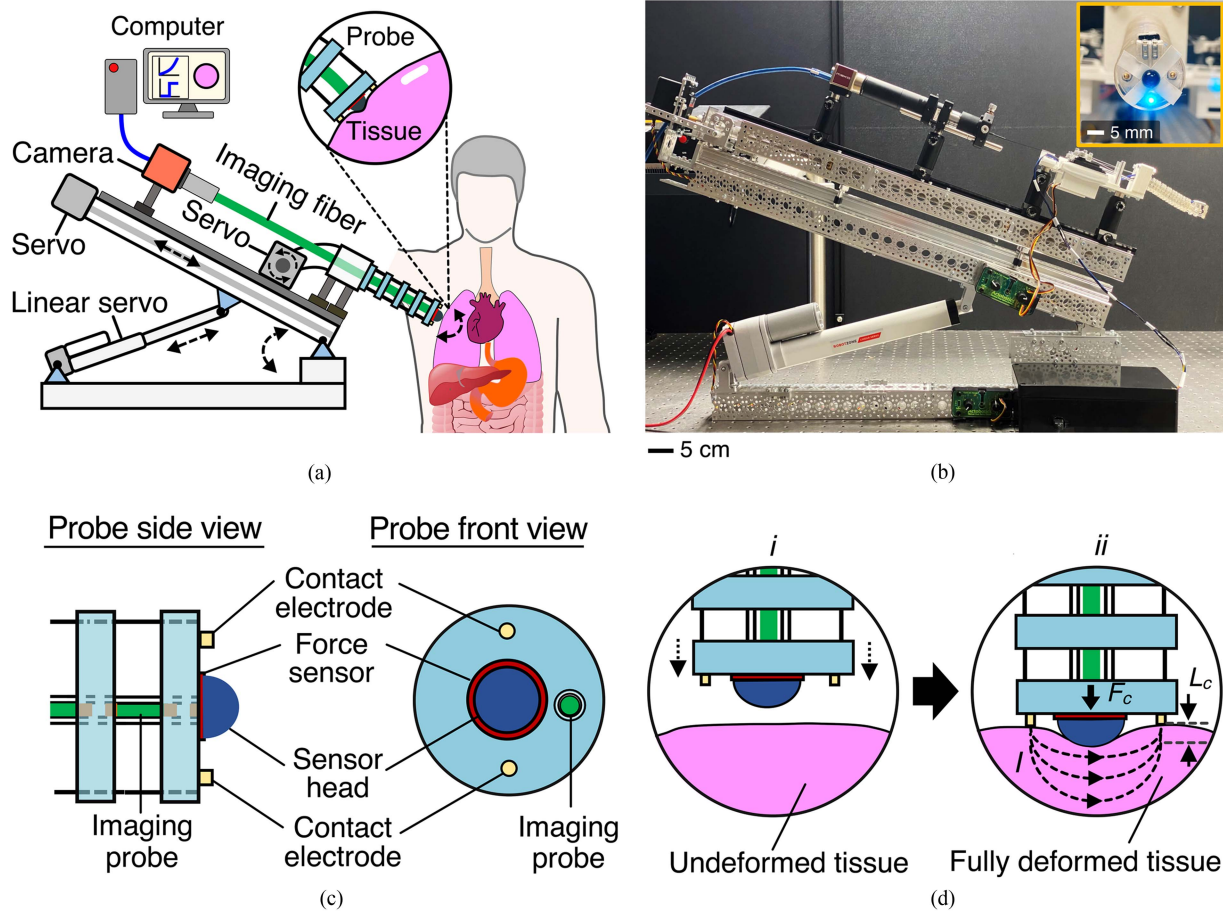 Computer
Probe
Tissue
Camera
Imaging fiber
Servo
Servo
Linear servo
(a)
5 mm
5 cm
(b)
Probe side view
Probe front view
Contact
electrode
Force
sensor
Sensor
head
Imaging
probe
Contact
electrode
Imaging
probe
(c)
i
ii
F_c
L_c
I
Undeformed tissue
Fully deformed tissue
(d)